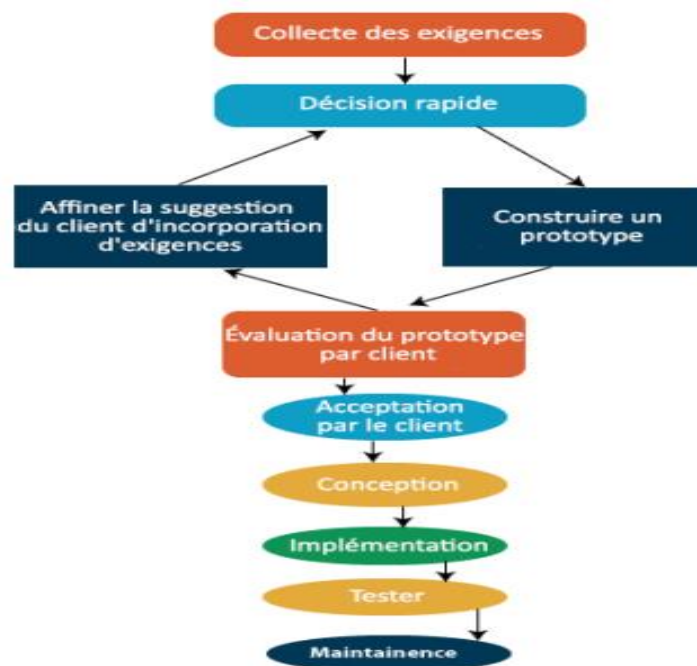 Collecte des exigences
Décision rapide
Affiner la suggestion
du client d'incorporation
d'exigences
Construire un
prototype
Évaluation du prototype
par client
Acceptation
par le client
Conception
Implémentation
Tester
Maintainence